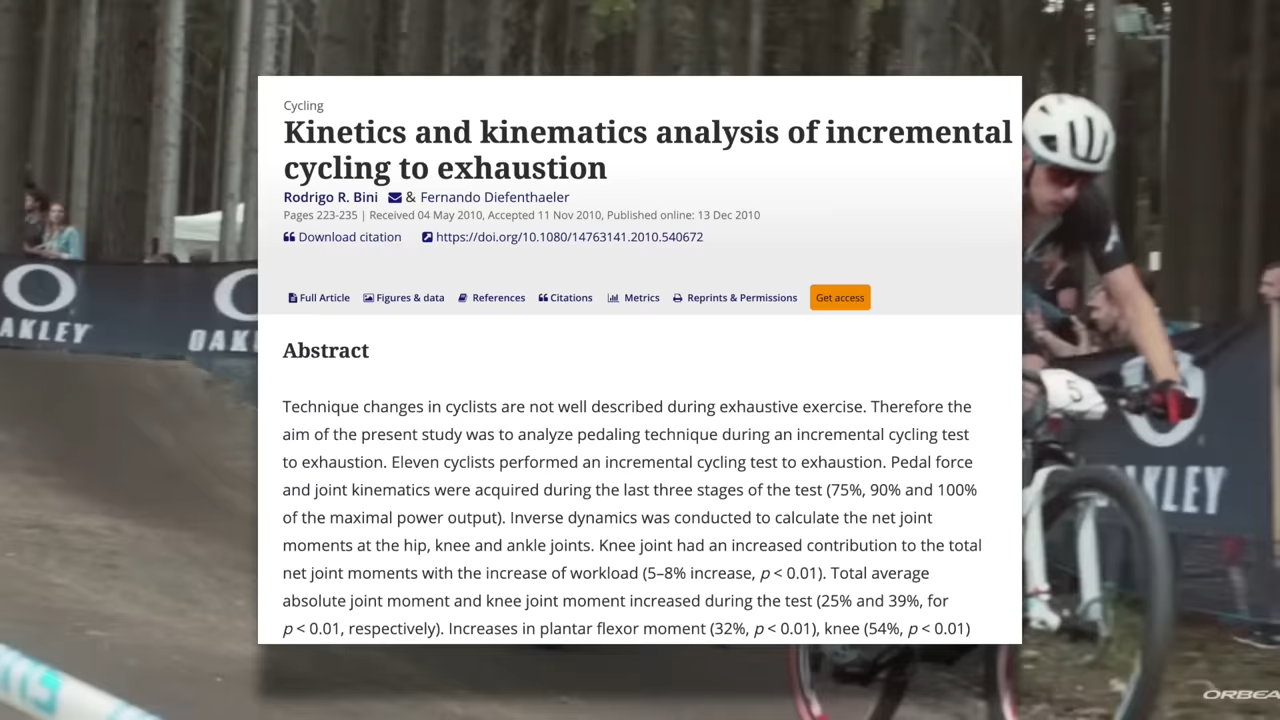 Cycling
Kinetics and kinematics analysis of incremental
cycling to exhaustion
Rodrigo R. Bini & Fernando Diefenthaeler
Pages 223-235 | Received 04 May 2010, Accepted 11 Nov 2010, Published online: 13 Dec 2010
Download citation https://doi.org/10.1080/14763141.2010.540672
Full Article Figures & data References Citations Metrics Reprints & Permissions Get access
Abstract
Technique changes in cyclists are not well described during exhaustive exercise. Therefore the
aim of the present study was to analyze pedaling technique during an incremental cycling test
to exhaustion. Eleven cyclists performed an incremental cycling test to exhaustion. Pedal force
and joint kinematics were acquired during the last three stages of the test (75%, 90% and 100%
of the maximal power output). Inverse dynamics was conducted to calculate the net joint
moments at the hip, knee and ankle joints. Knee joint had an increased contribution to the total
net joint moments with the increase of workload (5–8% increase, p < 0.01). Total average
absolute joint moment and knee joint moment increased during the test (25% and 39%, for
p < 0.01, respectively). Increases in plantar flexor moment (32%, p < 0.01), knee (54%, p < 0.01)
AKLEY
OAK
5
AKLEY
ORBEA